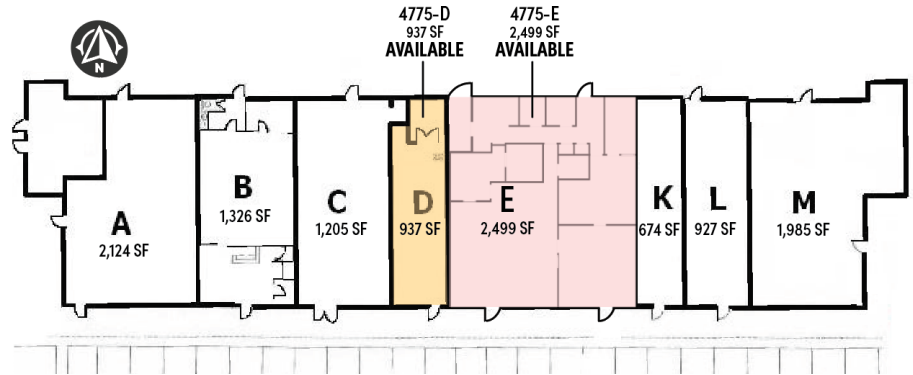 4775-D
937 SF
AVAILABLE
4775-E
2,499 SF
AVAILABLE
N
A
2,124 SF
B
1,326 SF
C
1,205 SF
D
937 SF
E
2,499 SF
K
674 SF
L
927 SF
M
1,985 SF